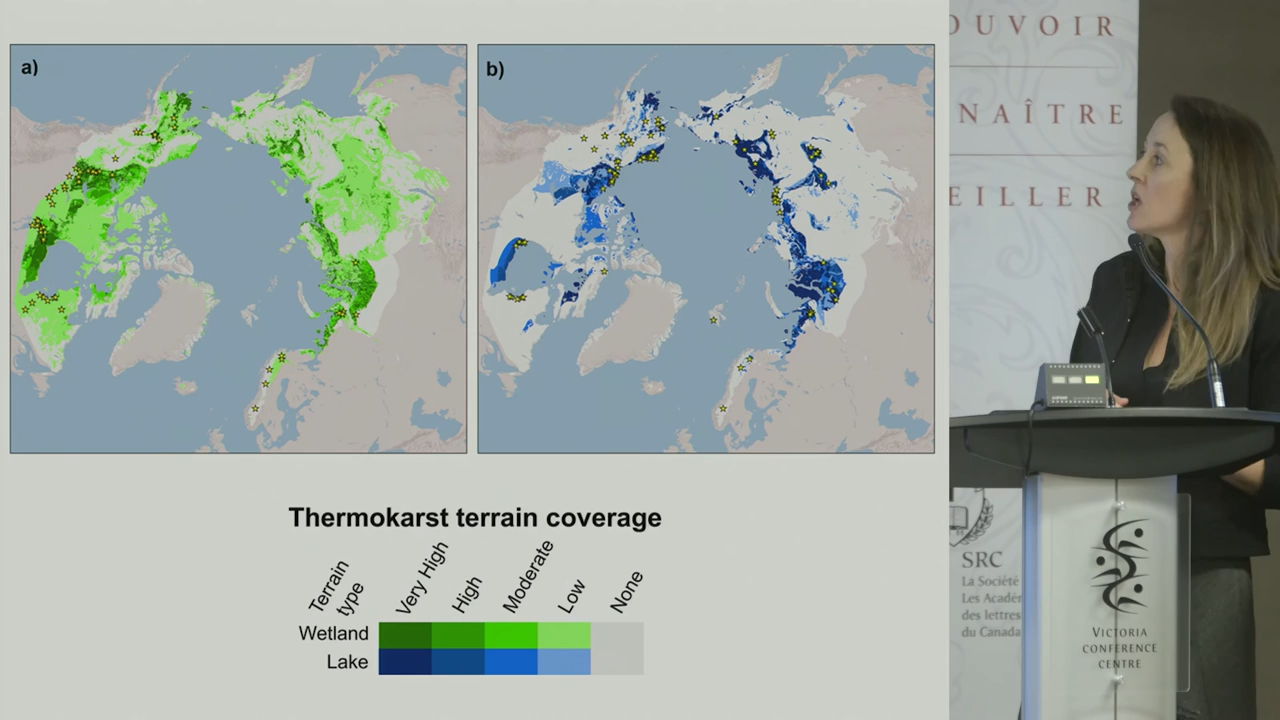 a)
b)
Thermokarst terrain coverage
Terrain type
Very High
High
Moderate
Low
None
Wetland
Lake
OUVOIR
NAÎTRE
EILLER
SRC
La Société
Les Acadé
des lettres
du Canada
VICTORIA
CONFERENCE
CENTRE